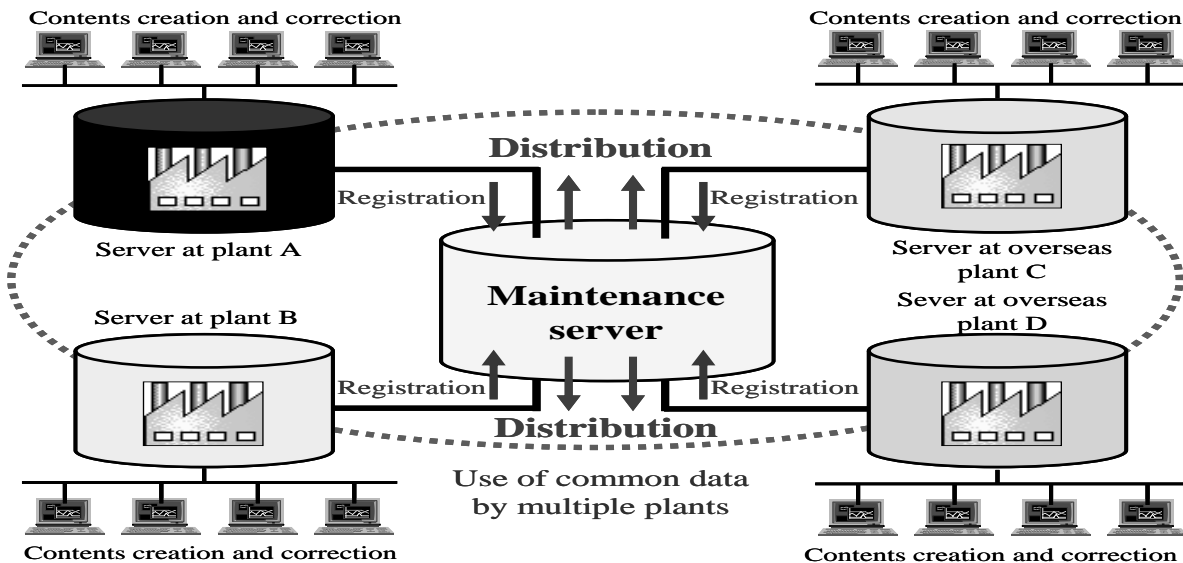 Contents creation and correction
Contents creation and correction
Distribution
Registration
Registration
Server at plant A
Server at overseas
plant C
Maintenance
server
Server at plant B
Sever at overseas
plant D
Registration
Registration
Distribution
Use of common data
by multiple plants
Contents creation and correction
Contents creation and correction